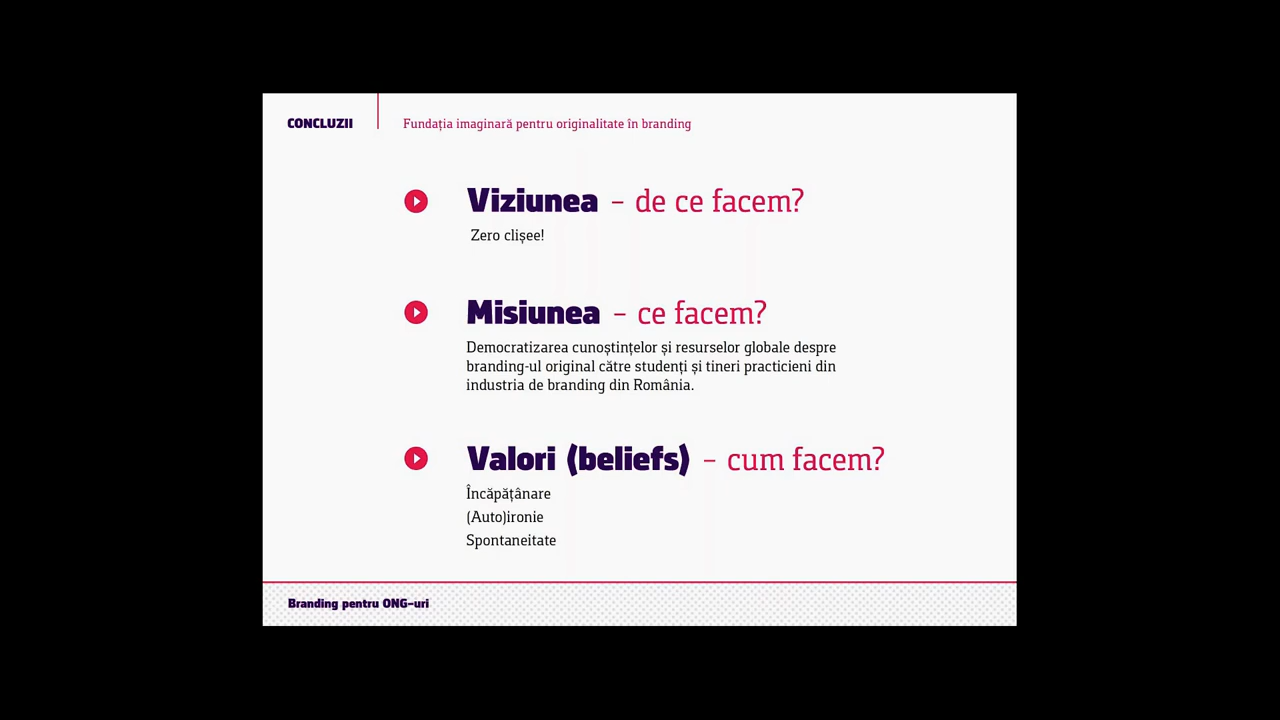 CONCLUZII
Fundația imaginară pentru originalitate în branding
Viziunea – de ce facem?
Zero clișee!
Misiunea – ce facem?
Democratizarea cunoștințelor și resurselor globale despre
branding-ul original către studenți și tineri practicieni din
industria de branding din România.
Valori (beliefs) – cum facem?
Încăpățânare
(Auto)ironie
Spontaneitate
Branding pentru ONG-uri